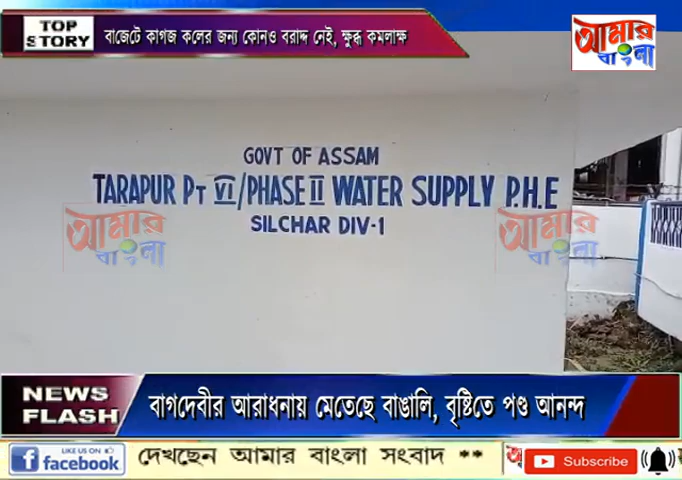 TOP STORY
বাজেটে কাগজ কলের জন্য কোনও বরাদ্দ নেই, ক্ষুব্ধ কমলাক্ষ
আমার বাংলা
GOVT OF ASSAM
TARAPUR PT VI/PHASE II WATER SUPPLY P.H.E
SILCHAR DIV-1
আমার বাংলা
আমার বাংলা
NEWS FLASH
বাগদেবীর আরাধনায় মেতেছে বাঙালি, বৃষ্টিতে পণ্ড আনন্দ
LIKE US ON
facebook
দেখছেন আমার বাংলা সংবাদ **
Subscribe